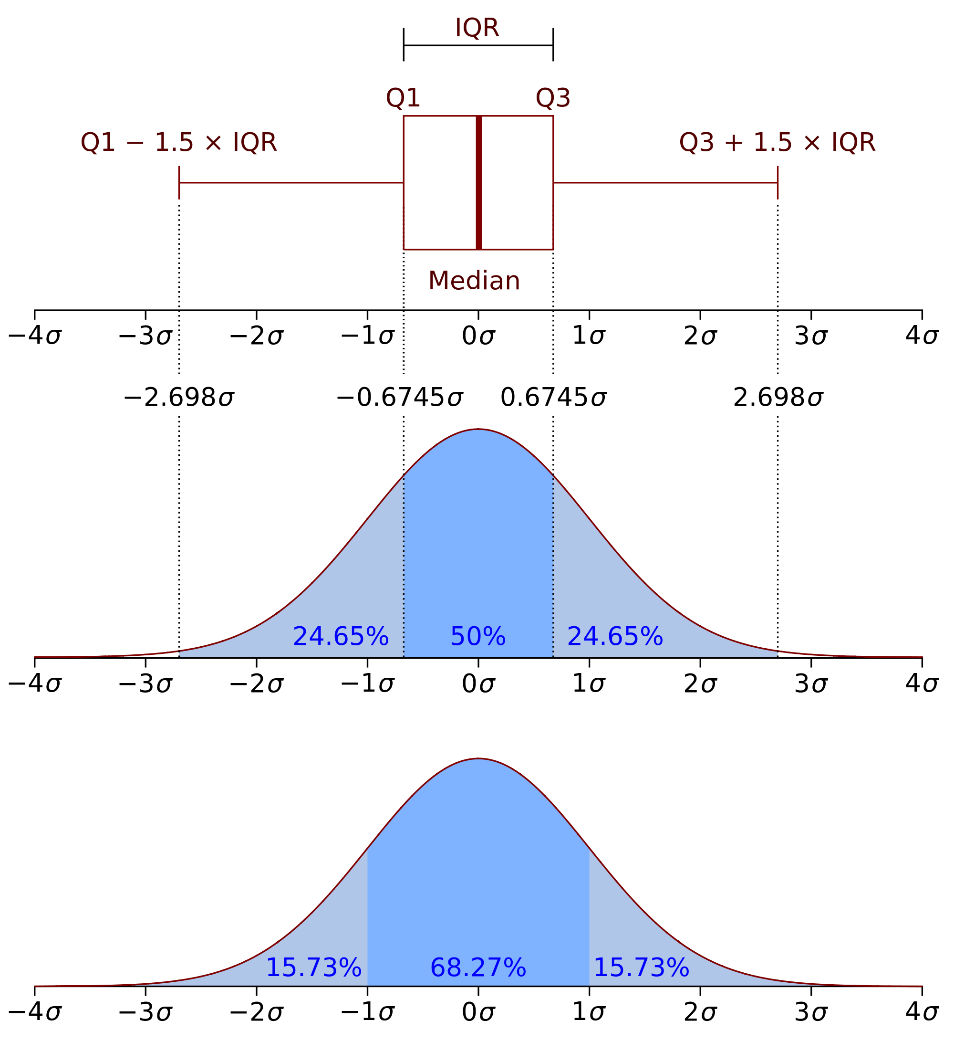 IQR
Q1 Q3
Q1 − 1.5 × IQR Q3 + 1.5 × IQR
Median
−4σ −3σ −2σ −1σ 0σ 1σ 2σ 3σ 4σ
−2.698σ −0.6745σ 0.6745σ 2.698σ
24.65% 50% 24.65%
−4σ −3σ −2σ −1σ 0σ 1σ 2σ 3σ 4σ
15.73% 68.27% 15.73%
−4σ −3σ −2σ −1σ 0σ 1σ 2σ 3σ 4σ